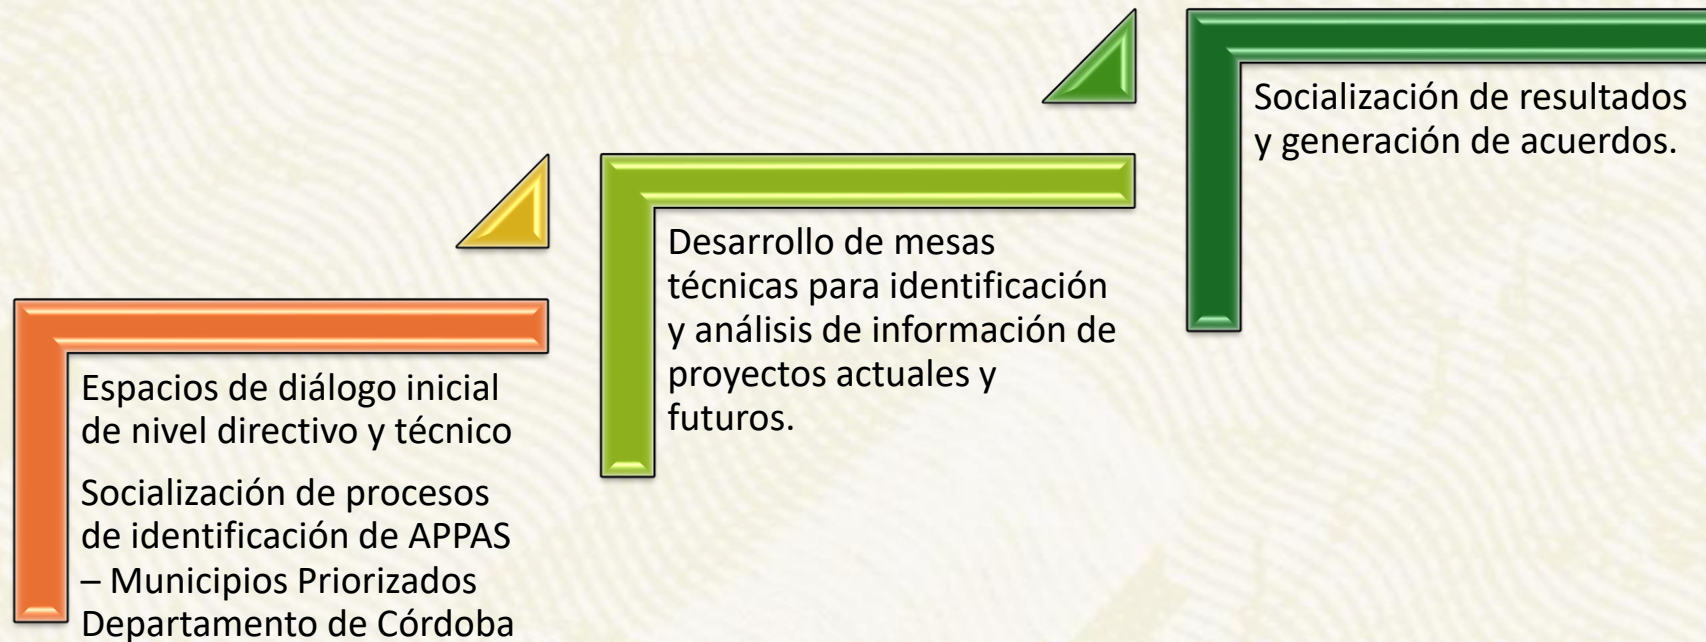 Espacios de diálogo inicial
de nivel directivo y técnico
Socialización de procesos
de identificación de APPAS
– Municipios Priorizados
Departamento de Córdoba
Desarrollo de mesas
técnicas para identificación
y análisis de información de
proyectos actuales y
futuros.
Socialización de resultados
y generación de acuerdos.